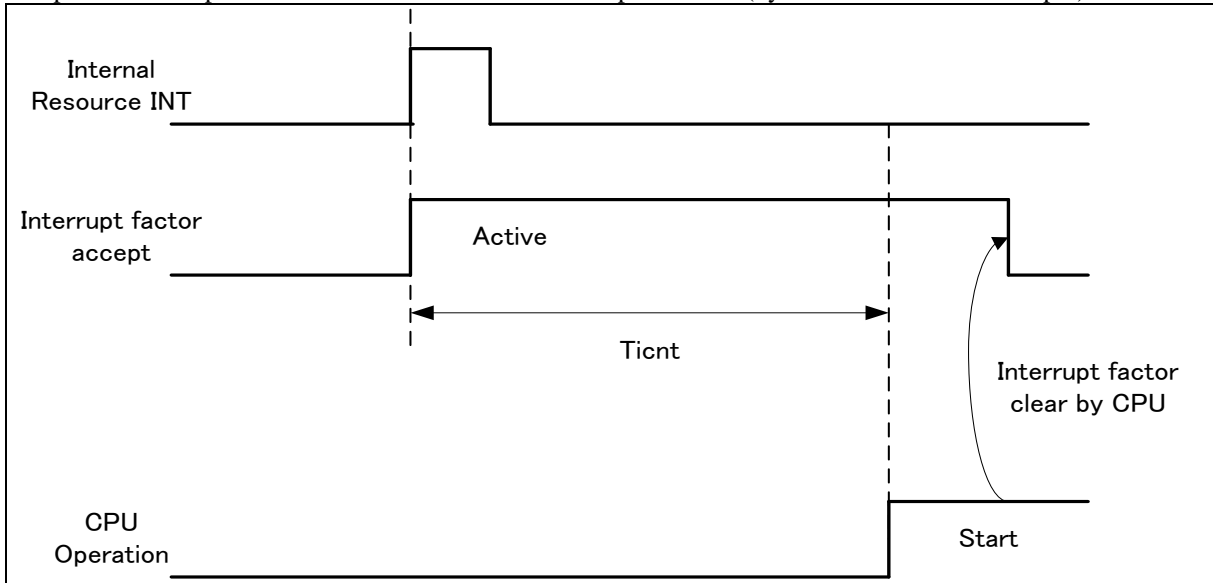 Internal
Resource INT
Interrupt factor
accept
Active
Ticnt
Interrupt factor
clear by CPU
CPU
Operation
Start